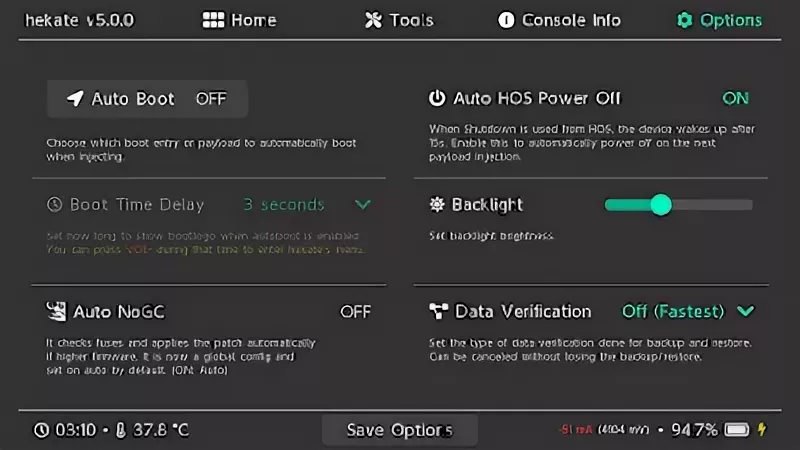 hekate v5.0.0 Home Tools Console Info Options
Auto Boot OFF
Choose which boot entry or payload to automatically boot
when injecting.
Auto HOS Power Off ON
When Shutdown is used from HOS, the device wakes up after
15s. Enable this to automatically power off on the next
payload injection.
Boot Time Delay 3 seconds
Set how long to show bootlogo when autoboot is enabled.
You can press VOL- during that time to enter hekate's menu.
Backlight
Set backlight brightness.
Auto NoGC OFF
It checks fuses and applies the patch automatically
if higher firmware. It is now a global config and
set on auto by default. (ON: Auto)
Data Verification Off (Fastest)
Set the type of data verification done for backup and restore.
Can be canceled without losing the backup/restore.
03:10 • 37.8 °C
Save Options
mA mV) • 94.7%